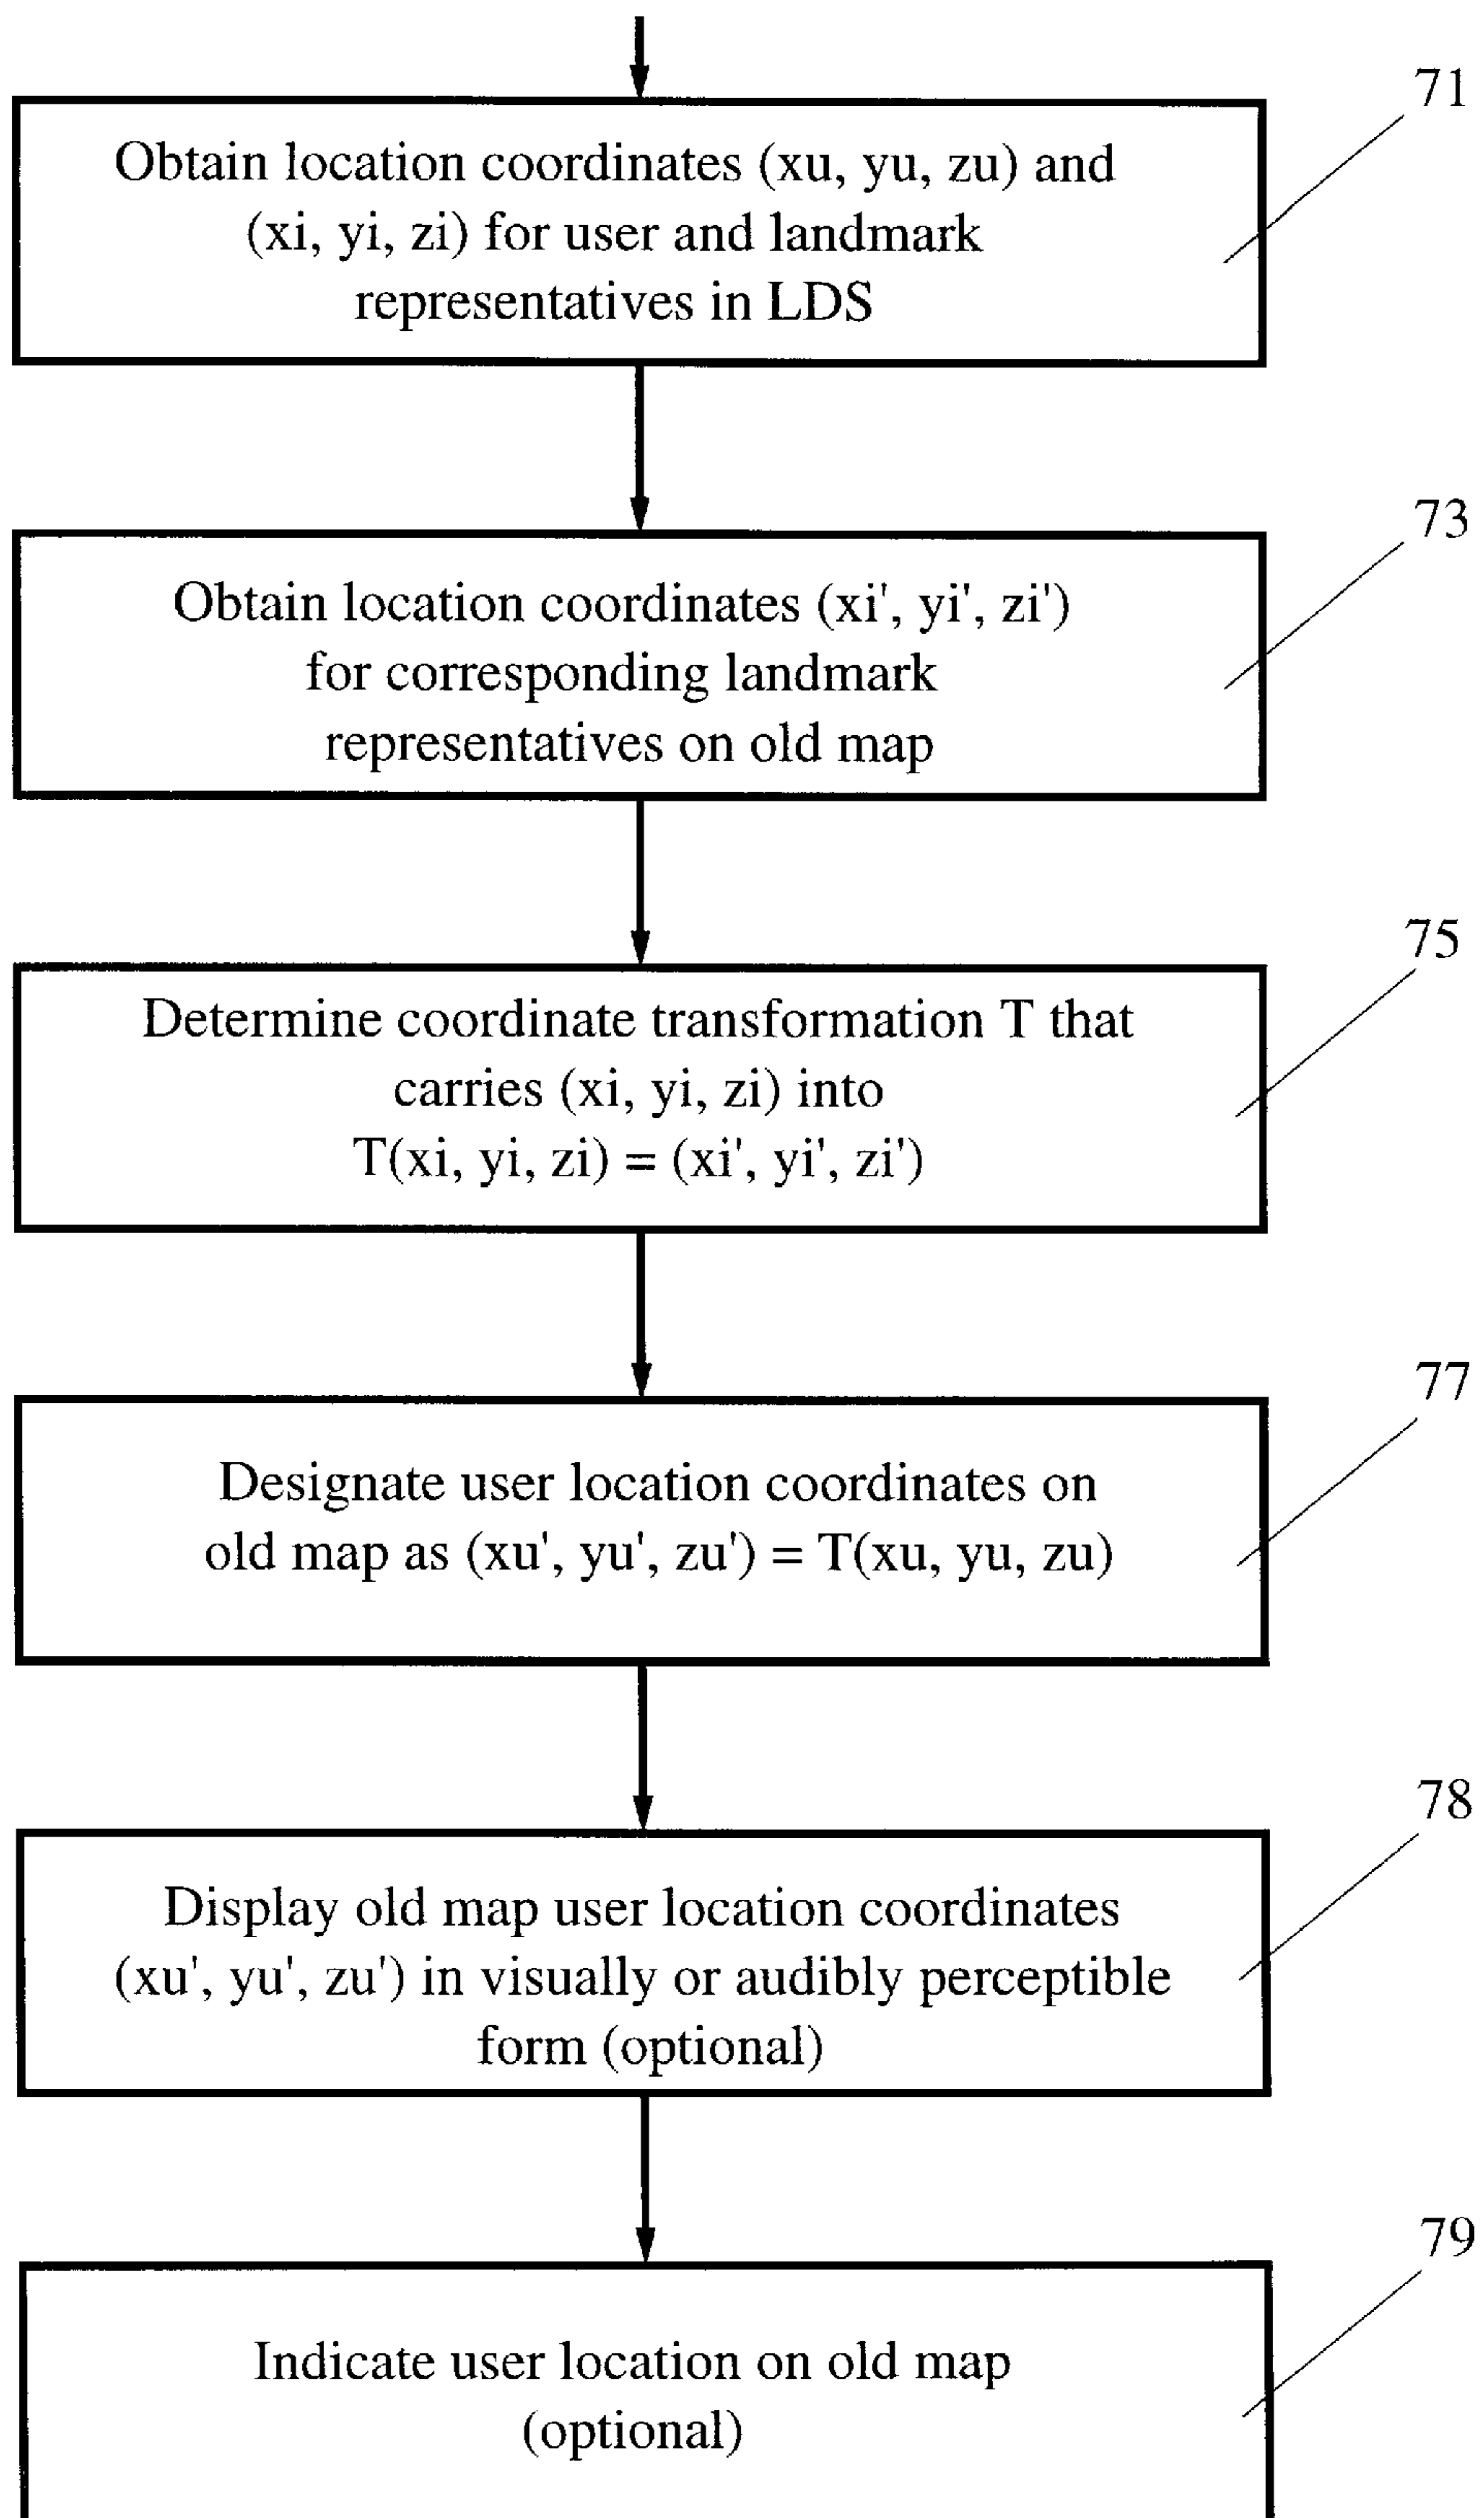 71
Obtain location coordinates (xu, yu, zu) and
(xi, yi, zi) for user and landmark
representatives in LDS
73
Obtain location coordinates (xi', yi', zi')
for corresponding landmark
representatives on old map
75
Determine coordinate transformation T that
carries (xi, yi, zi) into
T(xi, yi, zi) = (xi', yi', zi')
77
Designate user location coordinates on
old map as (xu', yu', zu') = T(xu, yu, zu)
78
Display old map user location coordinates
(xu', yu', zu') in visually or audibly perceptible
form (optional)
79
Indicate user location on old map
(optional)